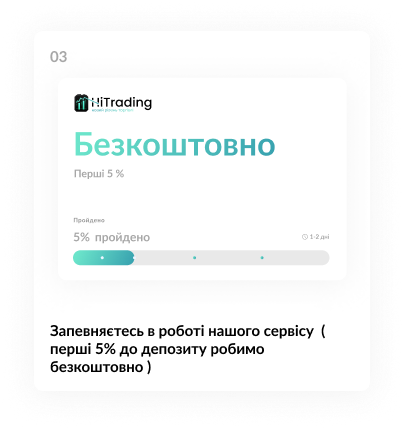 03
HiTrading
Безкоштовно
Перші 5 %
Пройдено
5% пройдено
1-2 дні
Запевняєтесь в роботі нашого сервісу (
перші 5% до депозиту робимо
безкоштовно )